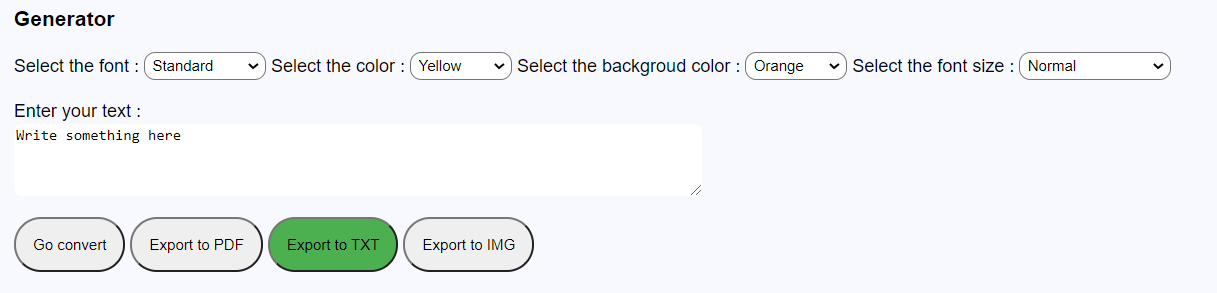 Generator
Select the font : Standard Select the color : Yellow Select the backgroud color : Orange Select the font size : Normal
Enter your text :
Write something here
Go convert Export to PDF Export to TXT Export to IMG